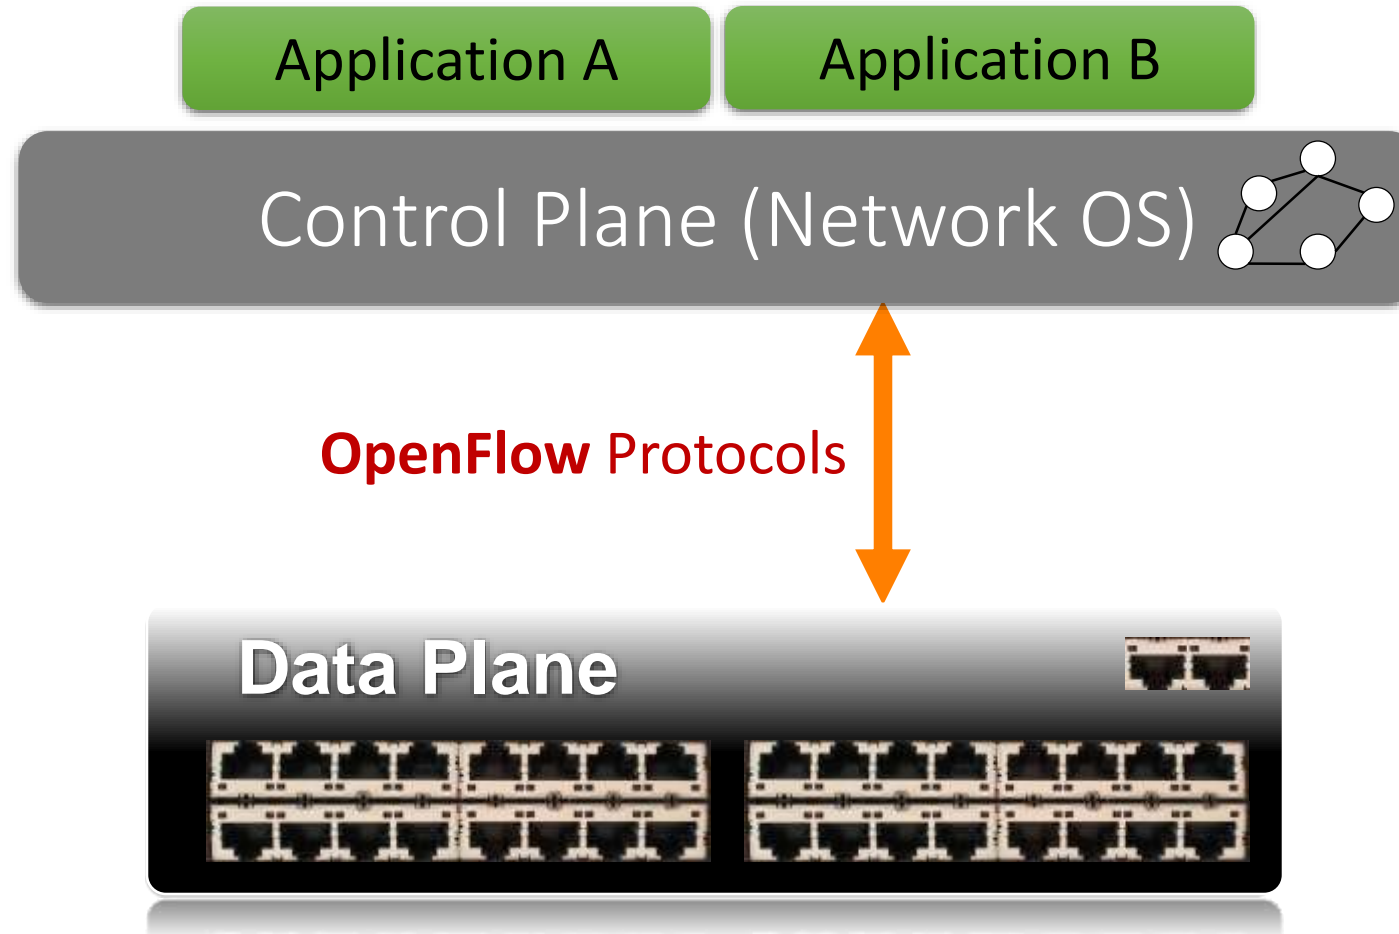 Application A
Application B
Control Plane (Network OS)
OpenFlow Protocols
Data Plane